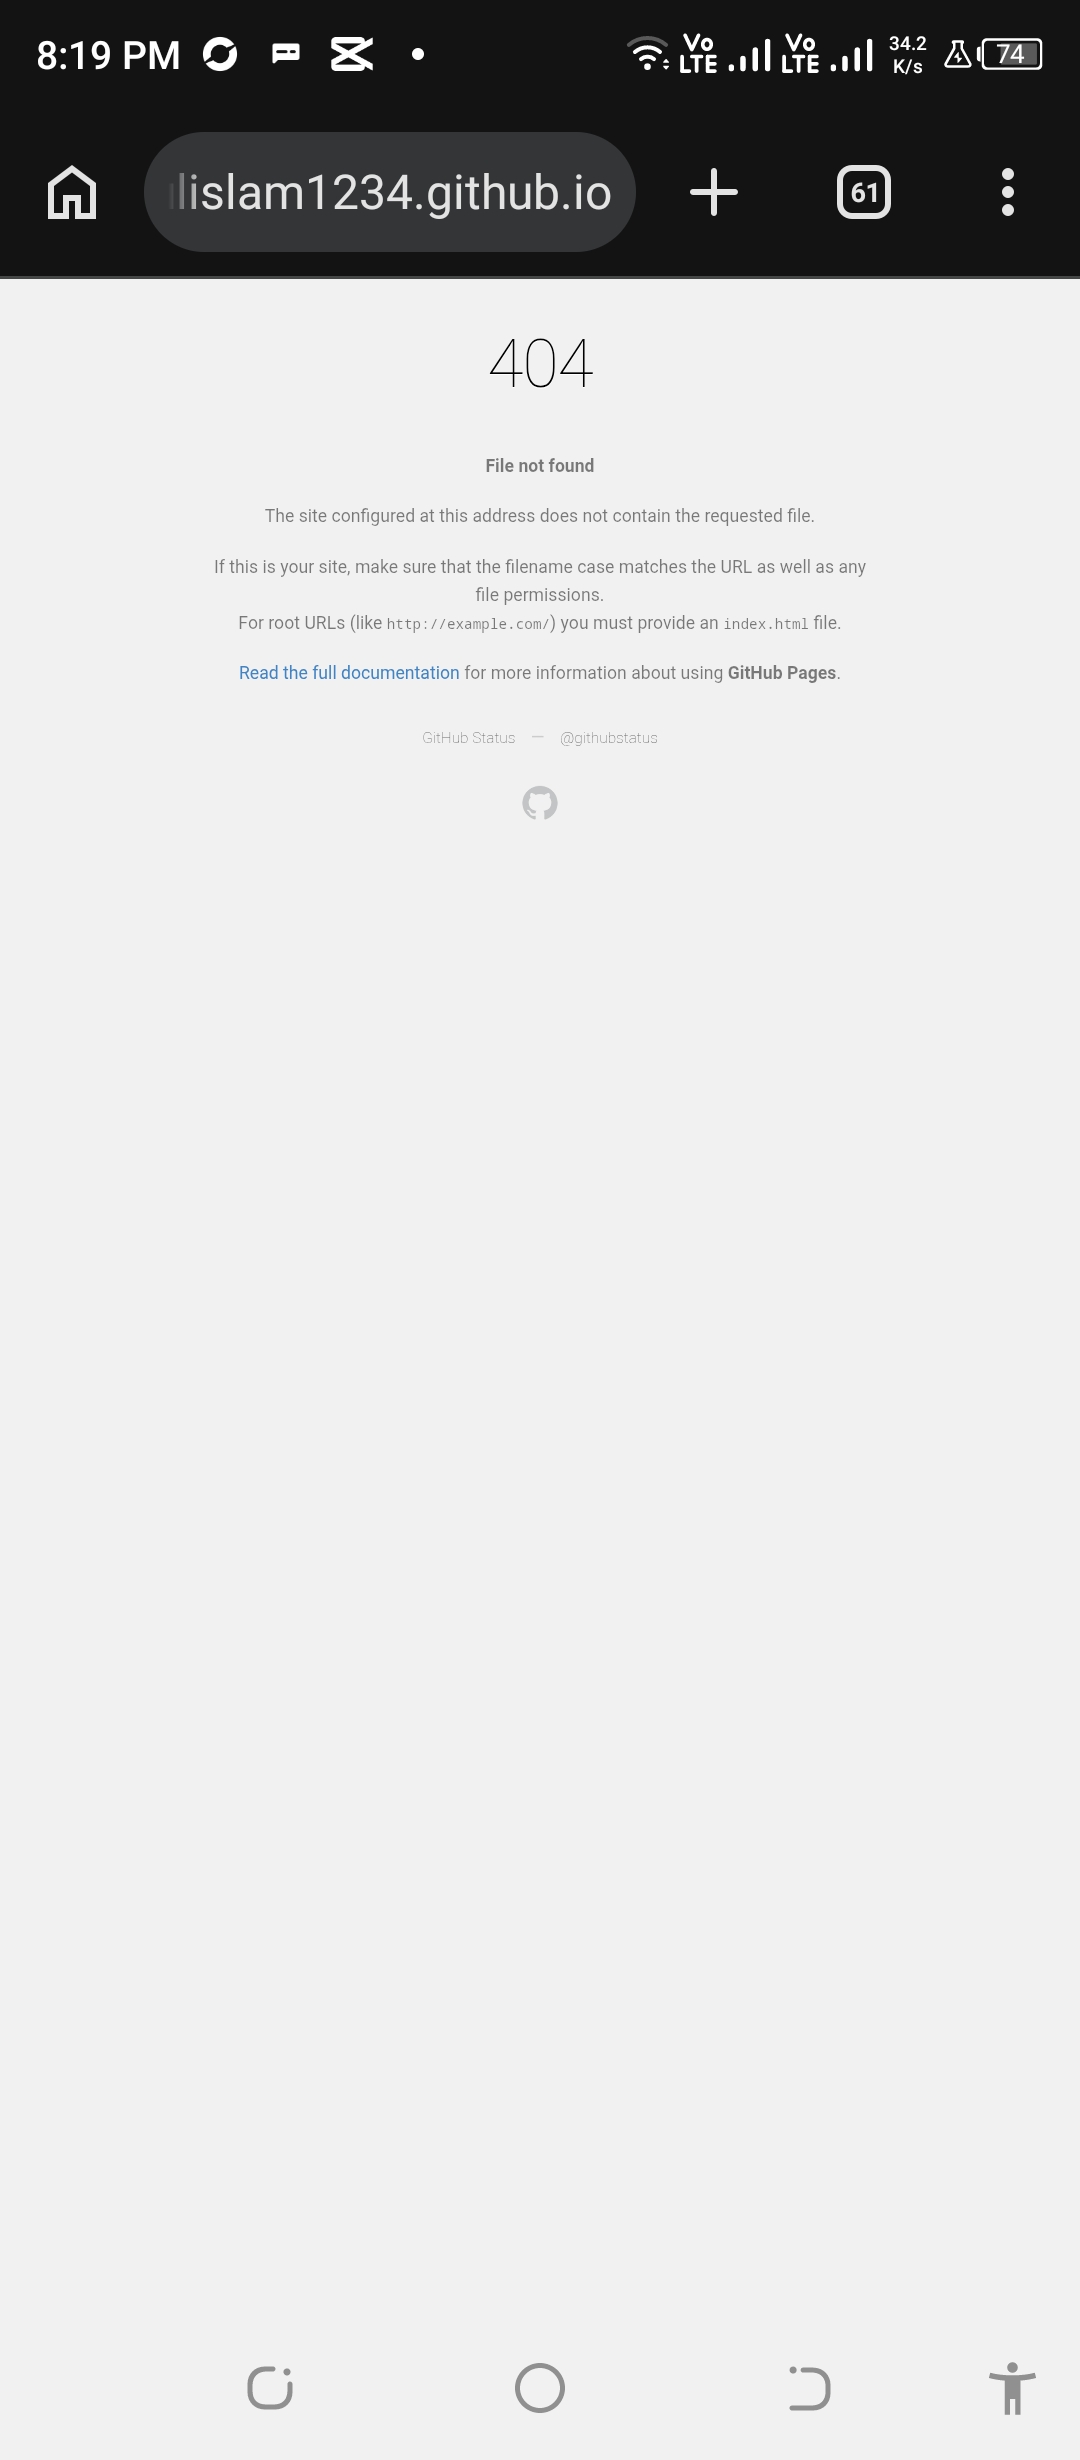 8:19 PM
Vo LTE
Vo LTE
34.2 K/s
74
lislam1234.github.io
61
404
File not found
The site configured at this address does not contain the requested file.
If this is your site, make sure that the filename case matches the URL as well as any
file permissions.
For root URLs (like http://example.com/) you must provide an index.html file.
Read the full documentation for more information about using GitHub Pages.
GitHub Status — @githubstatus